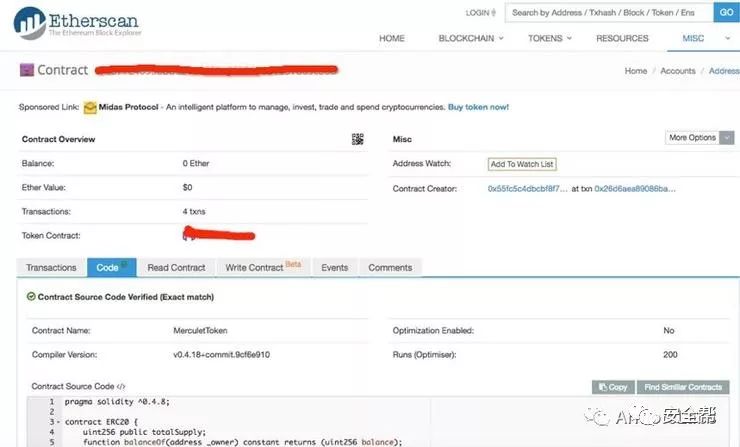 Etherscan
The Ethereum Block Explorer
LOGIN
Search by Address / Txhash / Block / Token / Ens
GO
HOME BLOCKCHAIN TOKENS RESOURCES MISC
Contract
Home / Accounts / Address
Sponsored Link: Midas Protocol - An intelligent platform to manage, invest, trade and spend cryptocurrencies. Buy token now!
Contract Overview
Balance: 0 Ether
Ether Value: $0
Transactions: 4 txns
Token Contract:
Misc
More Options
Address Watch: Add To Watch List
Contract Creator: 0x55fc5c4dbcbf8f7... at txn 0x26d6aea89086ba...
Transactions Code Read Contract Write Contract Beta Events Comments
Contract Source Code Verified (Exact match)
Contract Name: MerculetToken
Optimization Enabled: No
Compiler Version: v0.4.18+commit.9cf6e910
Runs (Optimiser): 200
Contract Source Code </>
Copy Find Similar Contracts
1 pragma solidity ^0.4.8;
2
3 contract ERC20 {
4 uint256 public totalSupply;
5 function balanceOf(address _owner) constant returns (uint256 balance);
安全帮